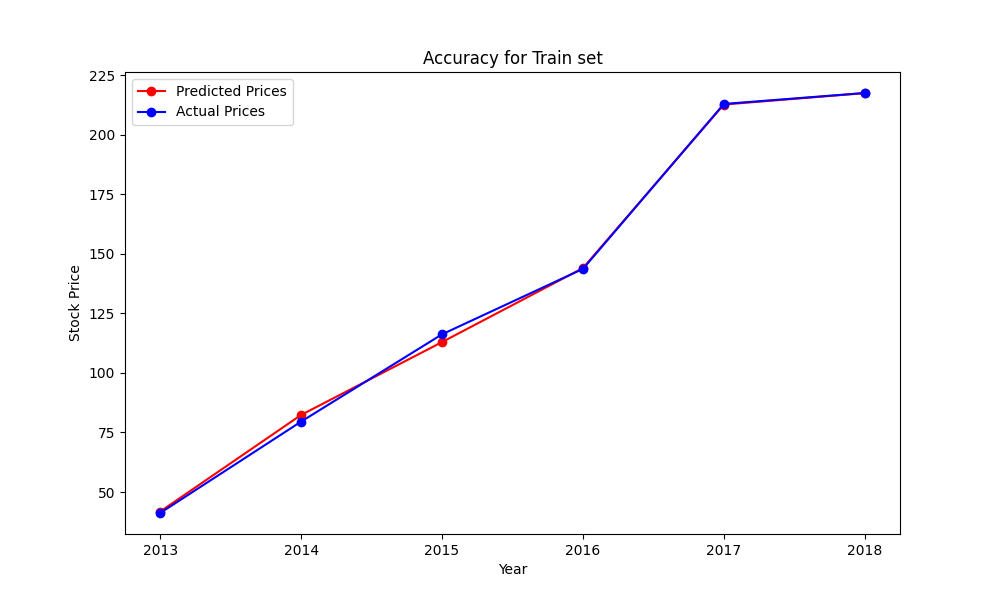 Accuracy for Train set
Predicted Prices
Actual Prices
225
200
175
150
125
100
75
50
Stock Price
2013 2014 2015 2016 2017 2018
Year